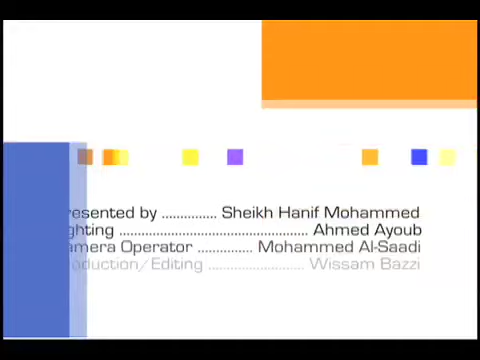 resented by ............... Sheikh Hanif Mohammed
ghting .................................................. Ahmed Ayoub
amera Operator ............... Mohammed Al-Saadi
oduction/Editing .......................... Wissam Bazzi